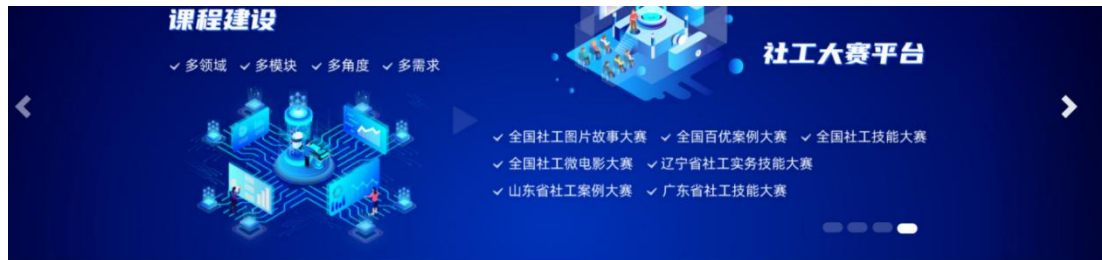 课程建设
✓ 多领域 ✓ 多模块 ✓ 多角度 ✓ 多需求
社工大赛平台
✓ 全国社工图片故事大赛 ✓ 全国百优案例大赛 ✓ 全国社工技能大赛
✓ 全国社工微电影大赛 ✓ 辽宁省社工实务技能大赛
✓ 山东省社工案例大赛 ✓ 广东省社工技能大赛